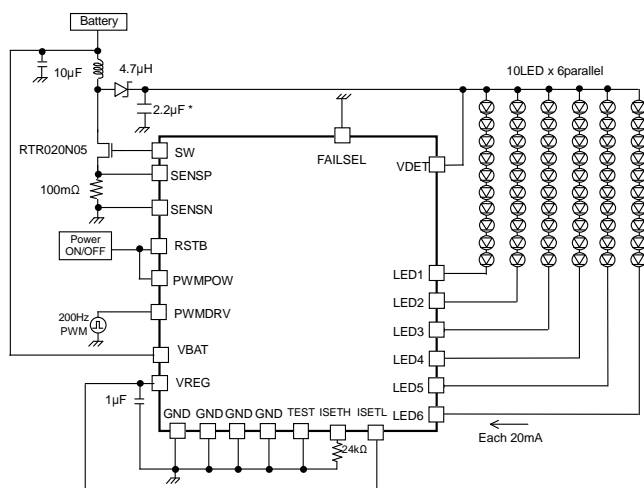 Battery
10µF
4.7µH
2.2µF *
10LED x 6parallel
RTR020N05
100mΩ
SW
FAILSEL
VDET
SENSP
SENSN
Power
ON/OFF
RSTB
PWMPOW
LED1
LED2
200Hz
PWM
PWMDRV
LED3
VBAT
LED4
VREG
LED5
1µF
GND GND GND GND TEST ISETH ISETL
LED6
24kΩ
Each 20mA